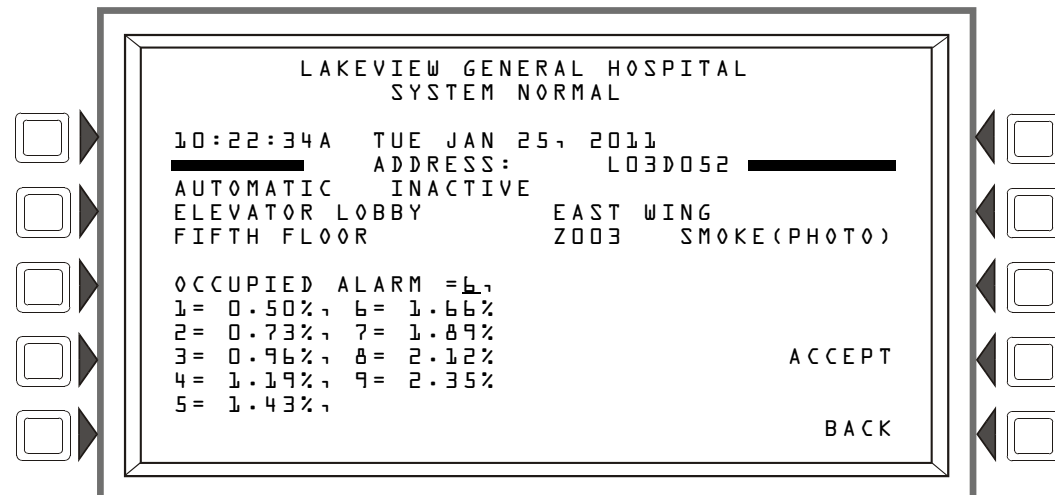 LAKEVIEW GENERAL HOSPITAL
SYSTEM NORMAL
10:22:34A TUE JAN 25, 2011
ADDRESS: L03D052
AUTOMATIC INACTIVE
ELEVATOR LOBBY EAST WING
FIFTH FLOOR Z003 SMOKE(PHOTO)
OCCUPIED ALARM =6,
1= 0.50%, 6= 1.66%
2= 0.73%, 7= 1.89%
3= 0.96%, 8= 2.12%
4= 1.19%, 9= 2.35%
5= 1.43%,
ACCEPT
BACK